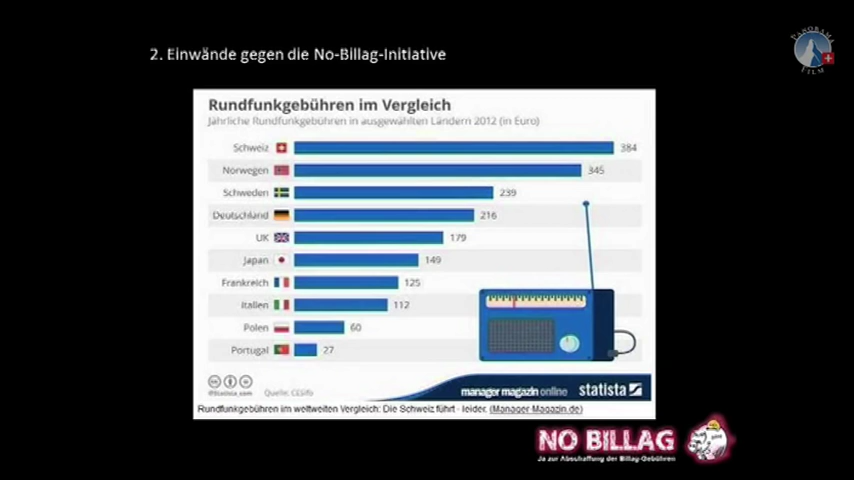 PANORAMA
FILM
2. Einwände gegen die No-Billag-Initiative
Rundfunkgebühren im Vergleich
Jährliche Rundfunkgebühren in ausgewählten Ländern 2012 (in Euro)
Schweiz 384
Norwegen 345
Schweden 239
Deutschland 216
UK 179
Japan 149
Frankreich 125
Italien 112
Polen 60
Portugal 27
@Statista_com
Quelle: CESifo
manager magazin online
statista
Rundfunkgebühren im weltweiten Vergleich: Die Schweiz führt - leider. (Manager Magazin.de)
NO BILLAG
Ja zur Abschaffung der Billag-Gebühren